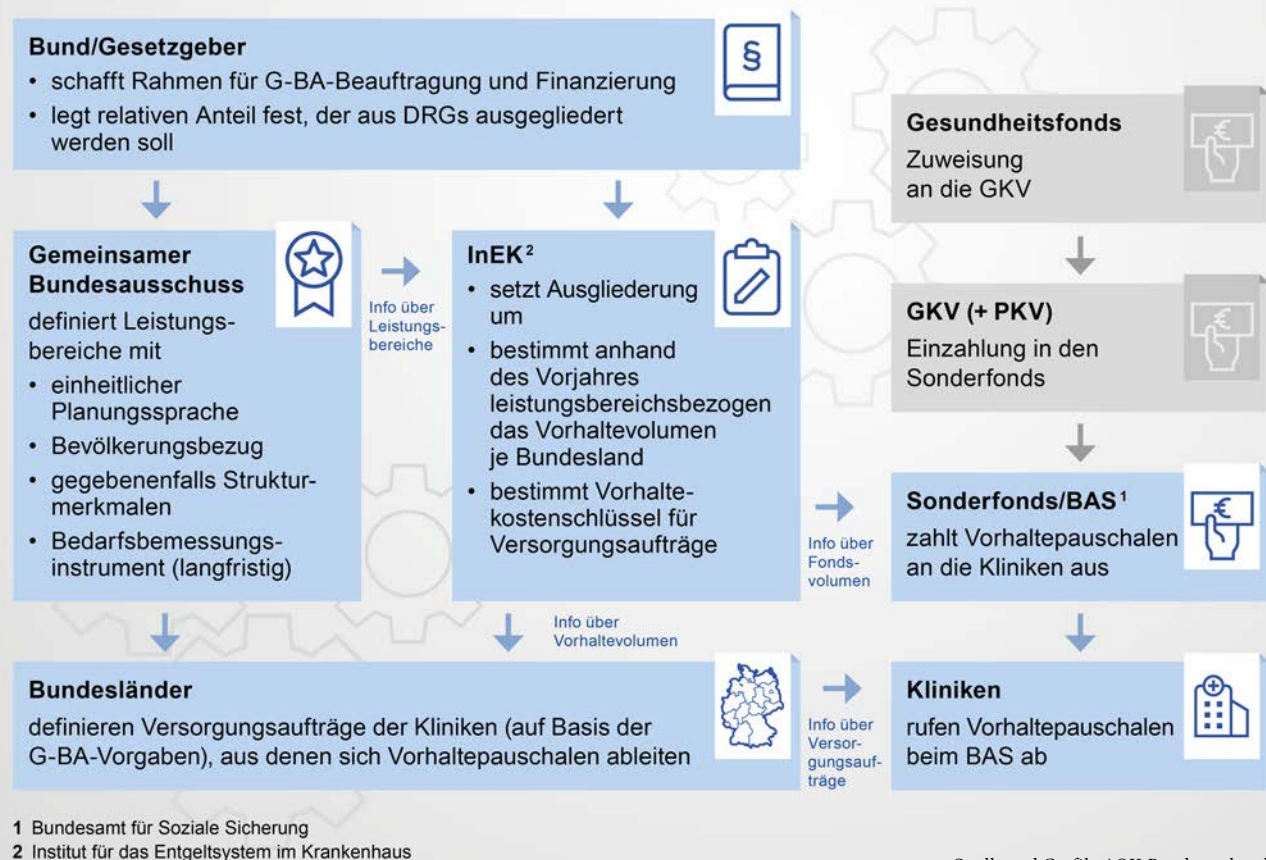 Bund/Gesetzgeber
• schafft Rahmen für G-BA-Beauftragung und Finanzierung
• legt relativen Anteil fest, der aus DRGs ausgegliedert
werden soll
§
Gemeinsamer
Bundesausschuss
definiert Leistungs-
bereiche mit
• einheitlicher
Planungssprache
• Bevölkerungsbezug
• gegebenenfalls Struktur-
merkmalen
• Bedarfsbemessungs-
instrument (langfristig)
Info über
Leistungs-
bereiche
InEK²
• setzt Ausgliederung
um
• bestimmt anhand
des Vorjahres
leistungsbereichsbezogen
das Vorhaltevolumen
je Bundesland
• bestimmt Vorhalte-
kostenschlüssel für
Versorgungsaufträge
Info über
Fonds-
volumen
Info über
Vorhaltevolumen
Bundesländer
definieren Versorgungsaufträge der Kliniken (auf Basis der
G-BA-Vorgaben), aus denen sich Vorhaltepauschalen ableiten
Info über
Versor-
gungsauf-
träge
Gesundheitsfonds
Zuweisung
an die GKV
€
GKV (+ PKV)
Einzahlung in den
Sonderfonds
€
Sonderfonds/BAS¹
zahlt Vorhaltepauschalen
an die Kliniken aus
€
Kliniken
rufen Vorhaltepauschalen
beim BAS ab
1 Bundesamt für Soziale Sicherung
2 Institut für das Entgeltsystem im Krankenhaus